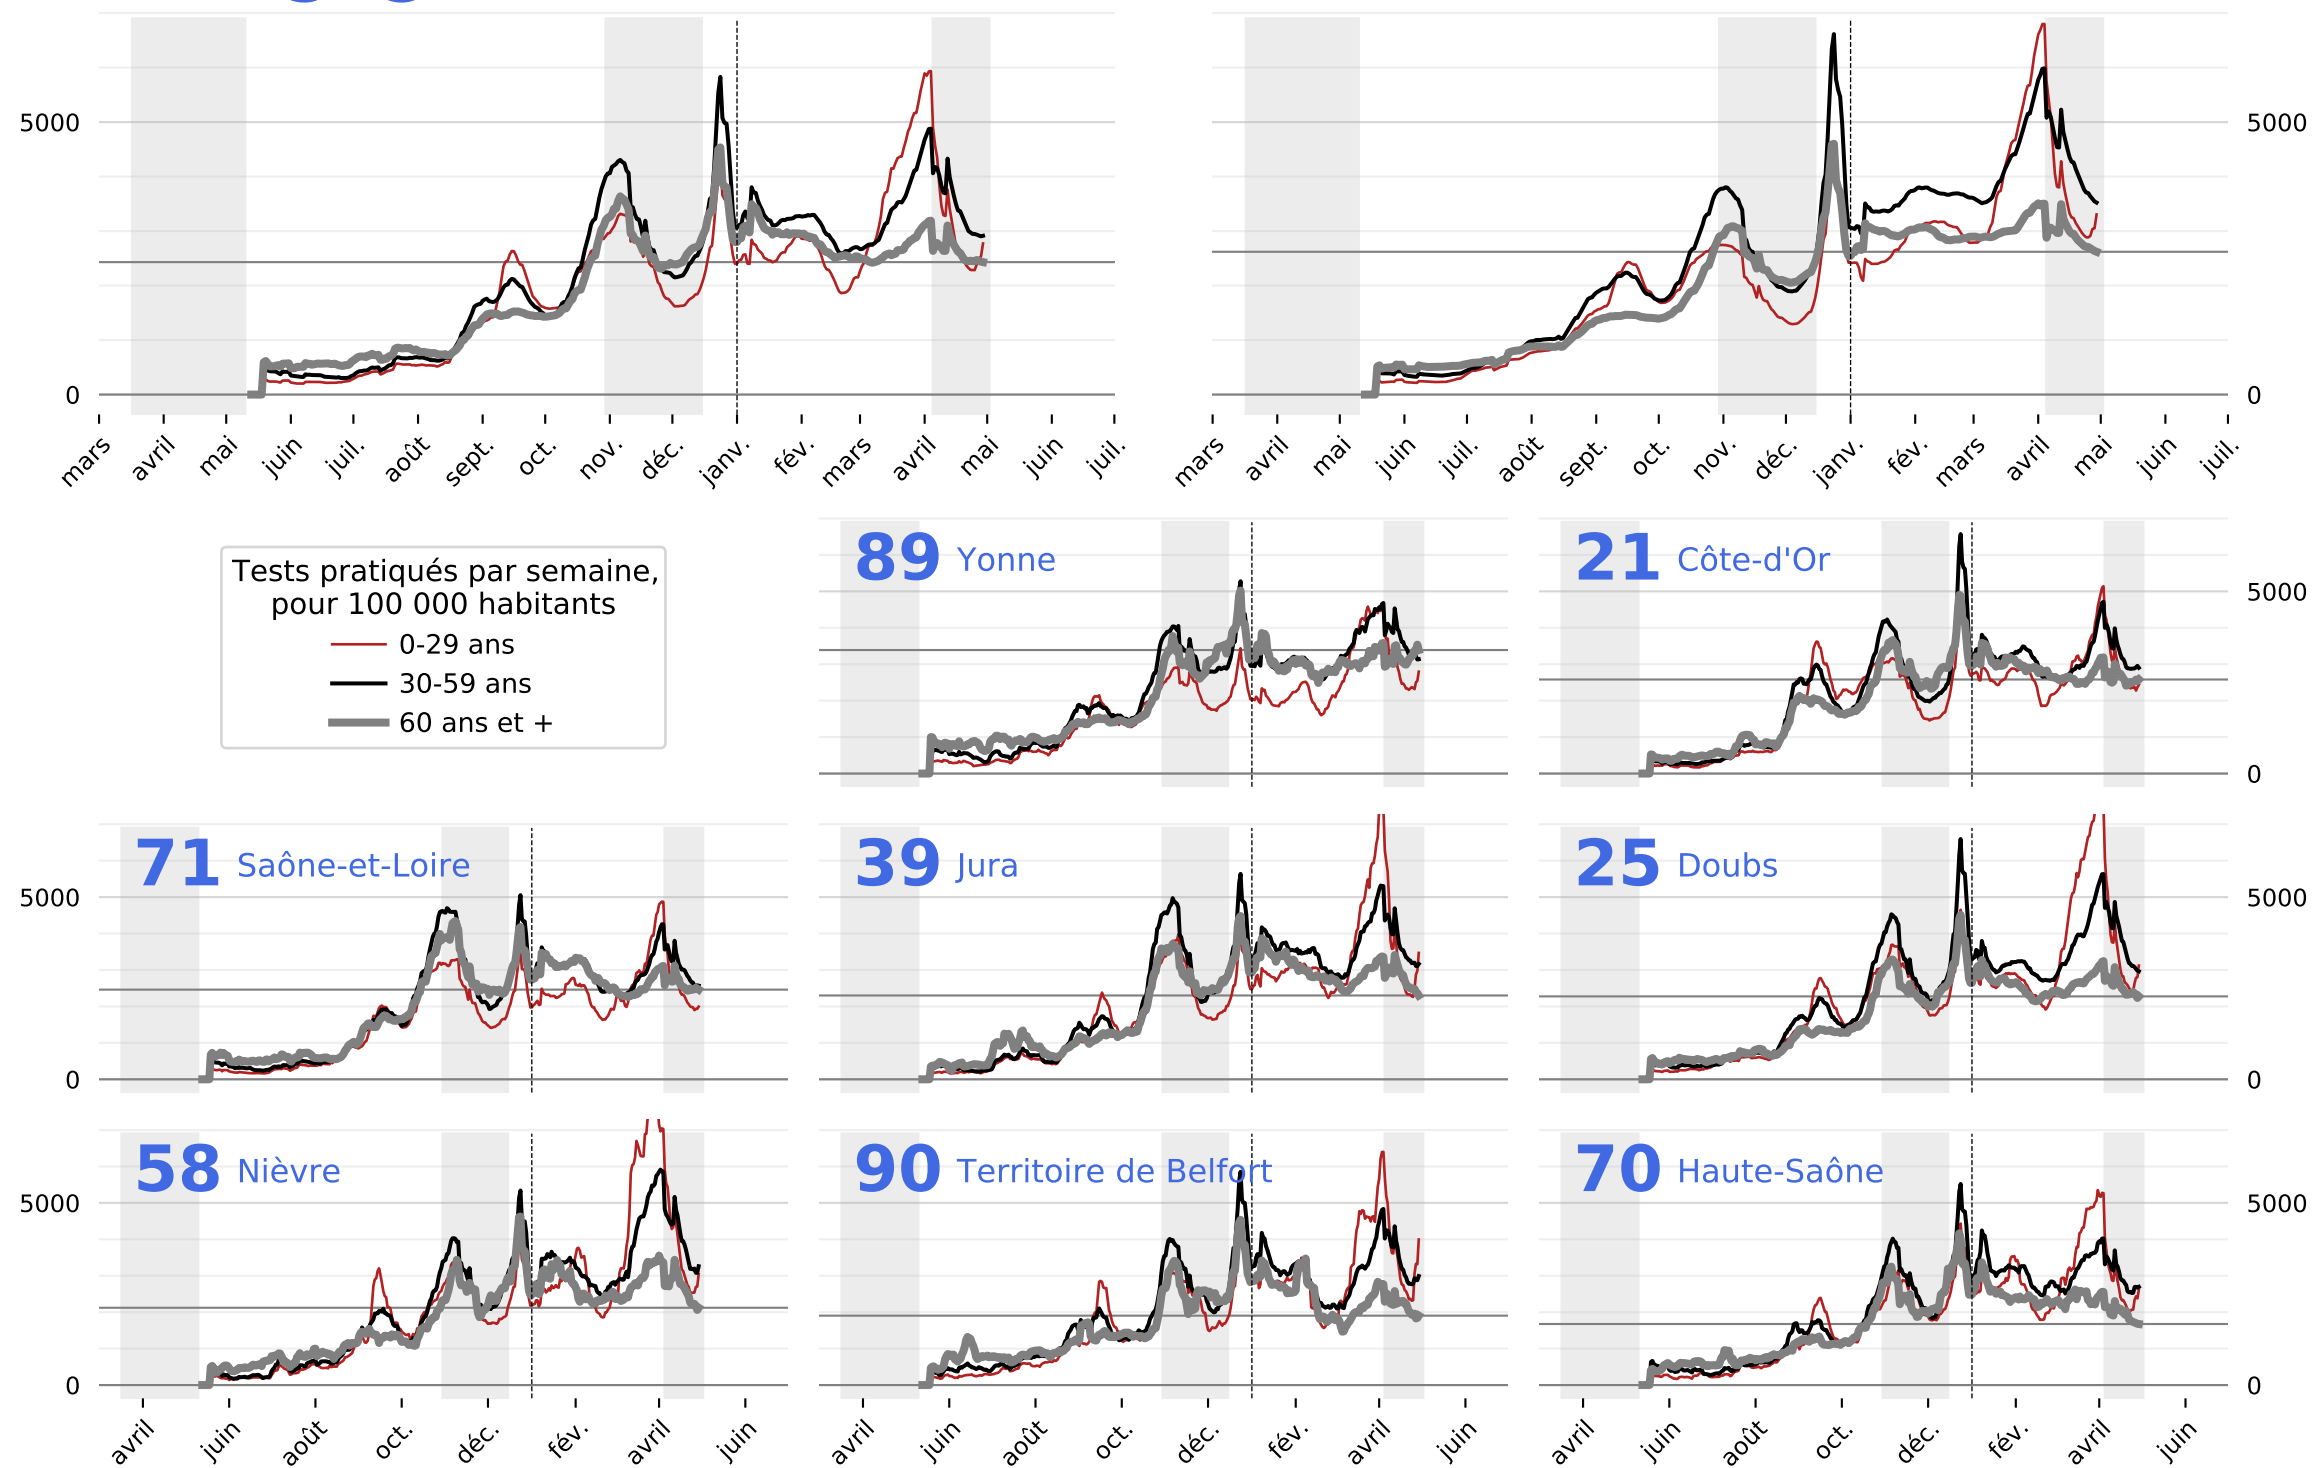 5000
5000
0
0
mars avril mai juin juil. août sept. oct. nov. déc. janv. fév. mars avril mai juin juil.
mars avril mai juin juil. août sept. oct. nov. déc. janv. fév. mars avril mai juin juil.
Tests pratiqués par semaine,
pour 100 000 habitants
0-29 ans
30-59 ans
60 ans et +
89 Yonne
21 Côte-d'Or
5000
0
71 Saône-et-Loire
39 Jura
25 Doubs
5000
5000
0
0
58 Nièvre
90 Territoire de Belfort
70 Haute-Saône
5000
5000
0
0
avril juin août oct. déc. fév. avril juin
avril juin août oct. déc. fév. avril juin
avril juin août oct. déc. fév. avril juin